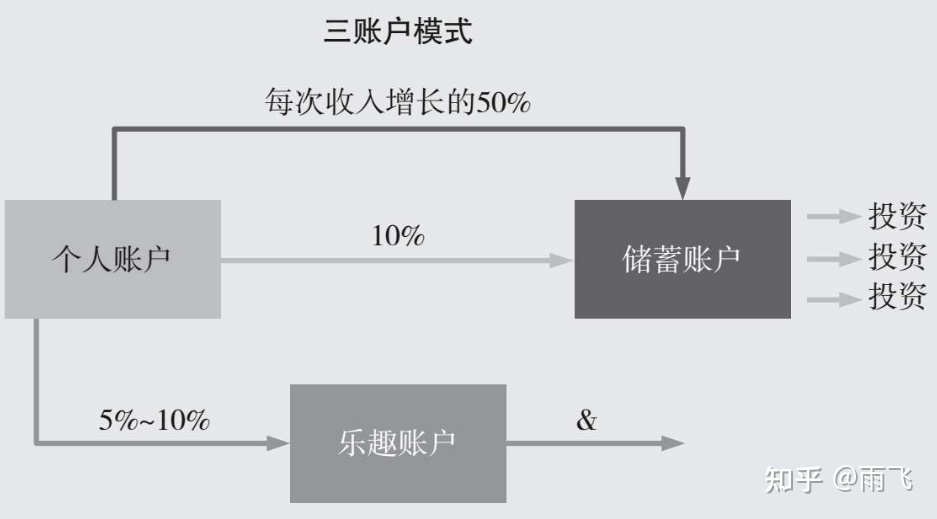 三账户模式
每次收入增长的50%
个人账户
10%
储蓄账户
投资
投资
投资
5%~10%
乐趣账户
&
知乎 @雨飞